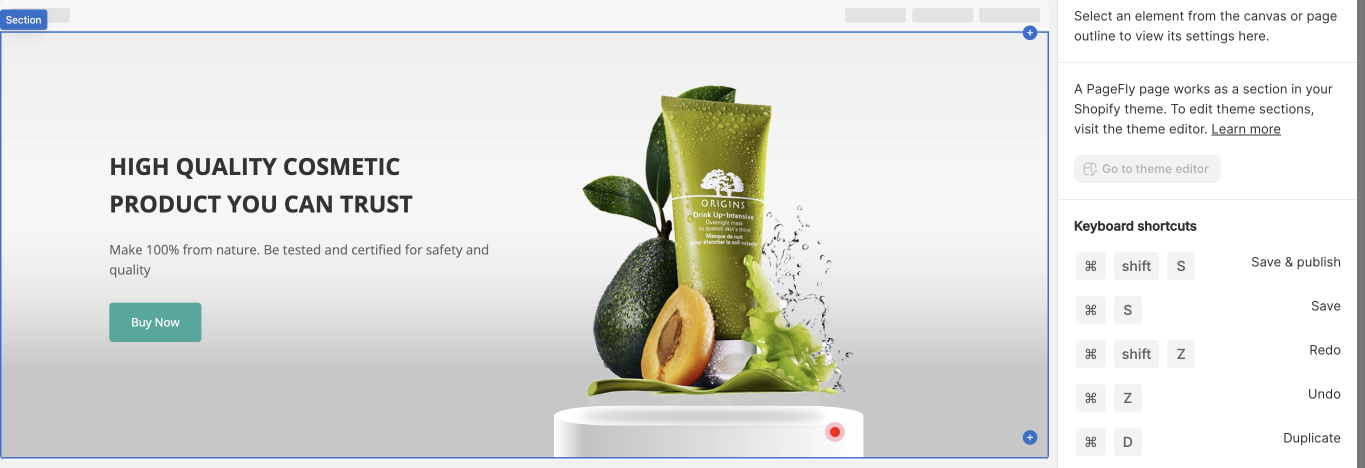 Section
HIGH QUALITY COSMETIC
PRODUCT YOU CAN TRUST
Make 100% from nature. Be tested and certified for safety and
quality
Buy Now
ORIGINS
Drink Up™-Intensive
Overnight mask
to quench skin's thirst
Masque de nuit
pour étancher la soif cutanée
Select an element from the canvas or page
outline to view its settings here.
A PageFly page works as a section in your
Shopify theme. To edit theme sections,
visit the theme editor. Learn more
Go to theme editor
Keyboard shortcuts
⌘ shift S Save & publish
⌘ S Save
⌘ shift Z Redo
⌘ Z Undo
⌘ D Duplicate